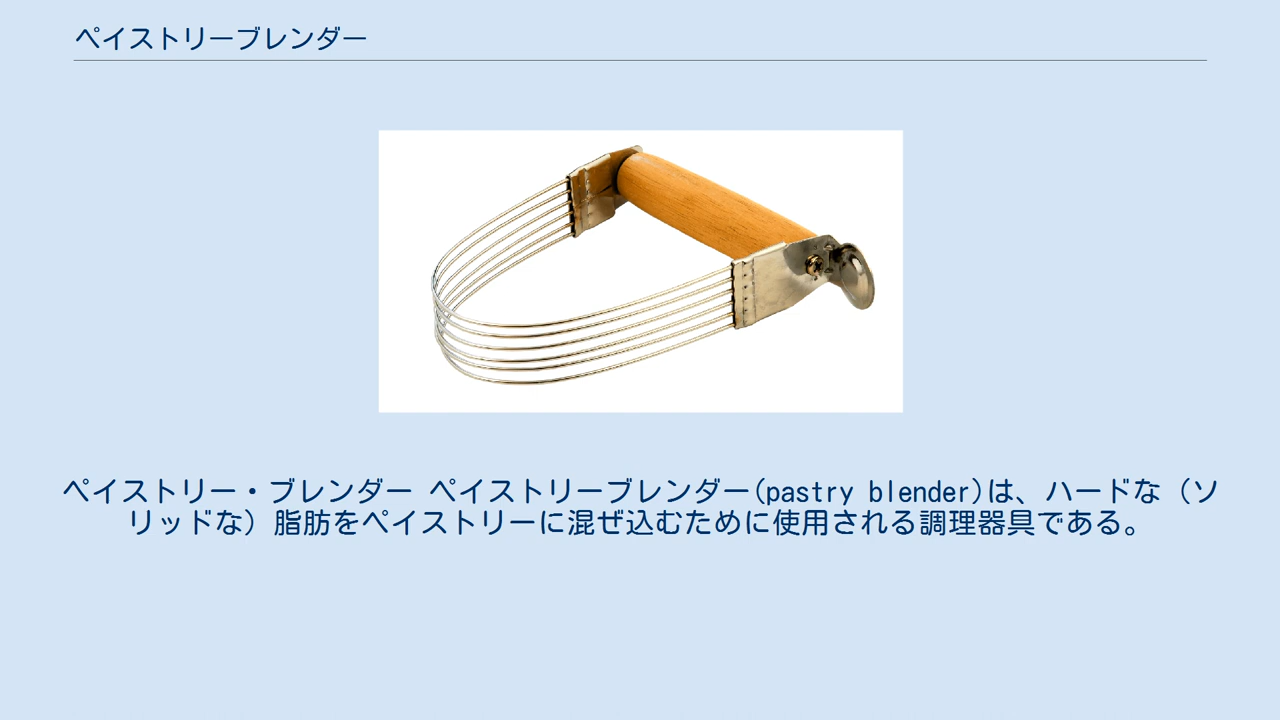 ペイストリーブレンダー
ペイストリー・ブレンダー ペイストリーブレンダー(pastry blender)は、ハードな（ソ
リッドな）脂肪をペイストリーに混ぜ込むために使用される調理器具である。